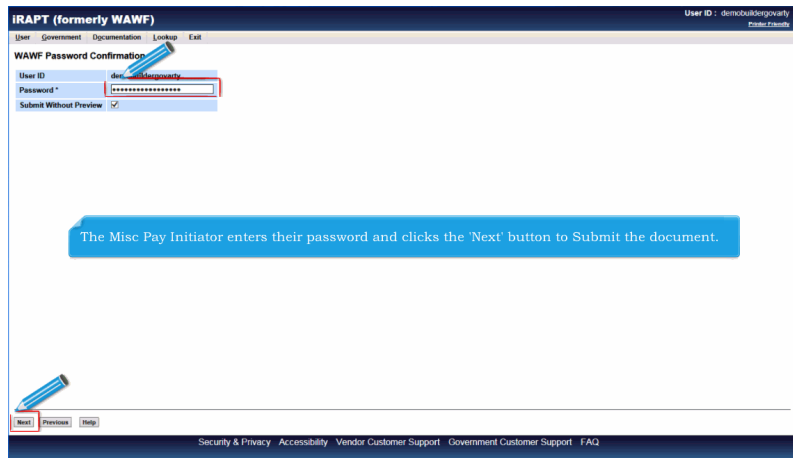 iRAPT (formerly WAWF)
User ID : demobuildergovarty
Printer Friendly
User Government Documentation Lookup Exit
WAWF Password Confirmation
User ID demobuildergovarty
Password * •••••••••••••••••
Submit Without Preview
The Misc Pay Initiator enters their password and clicks the 'Next' button to Submit the document.
Next Previous Help
Security & Privacy Accessibility Vendor Customer Support Government Customer Support FAQ